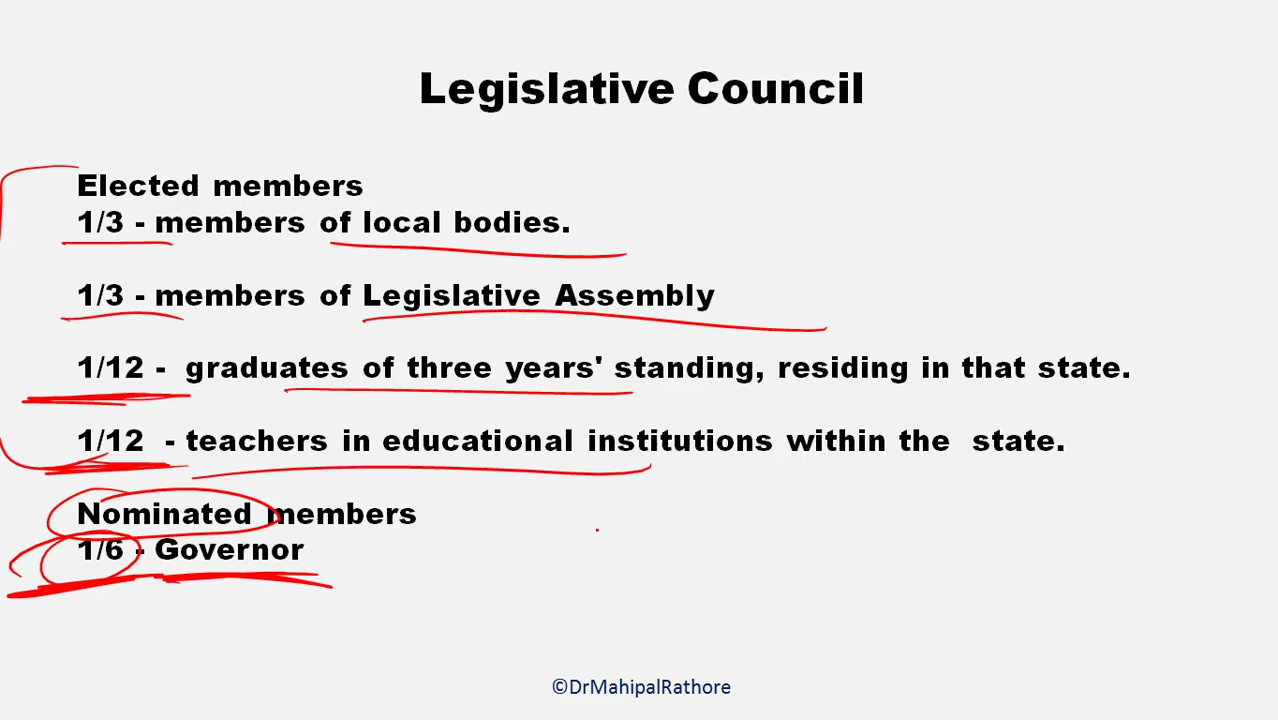 Legislative Council
Elected members
1/3 - members of local bodies.
1/3 - members of Legislative Assembly
1/12 - graduates of three years' standing, residing in that state.
1/12 - teachers in educational institutions within the state.
Nominated members
1/6 - Governor
©DrMahipalRathore